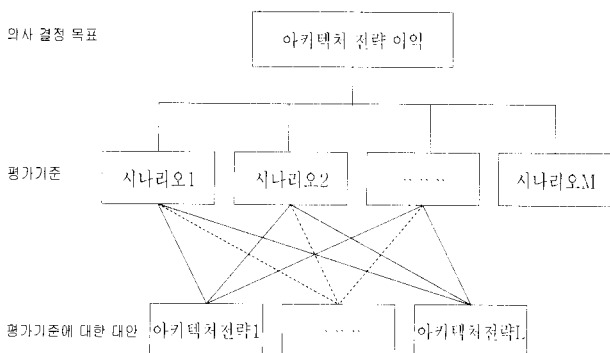 의사 결정 목표
아키텍처 전략 이익
평가기준
시나리오1
시나리오2
......
시나리오M
평가기준에 대한 대안
아키텍처전략1
......
아키텍처전략L